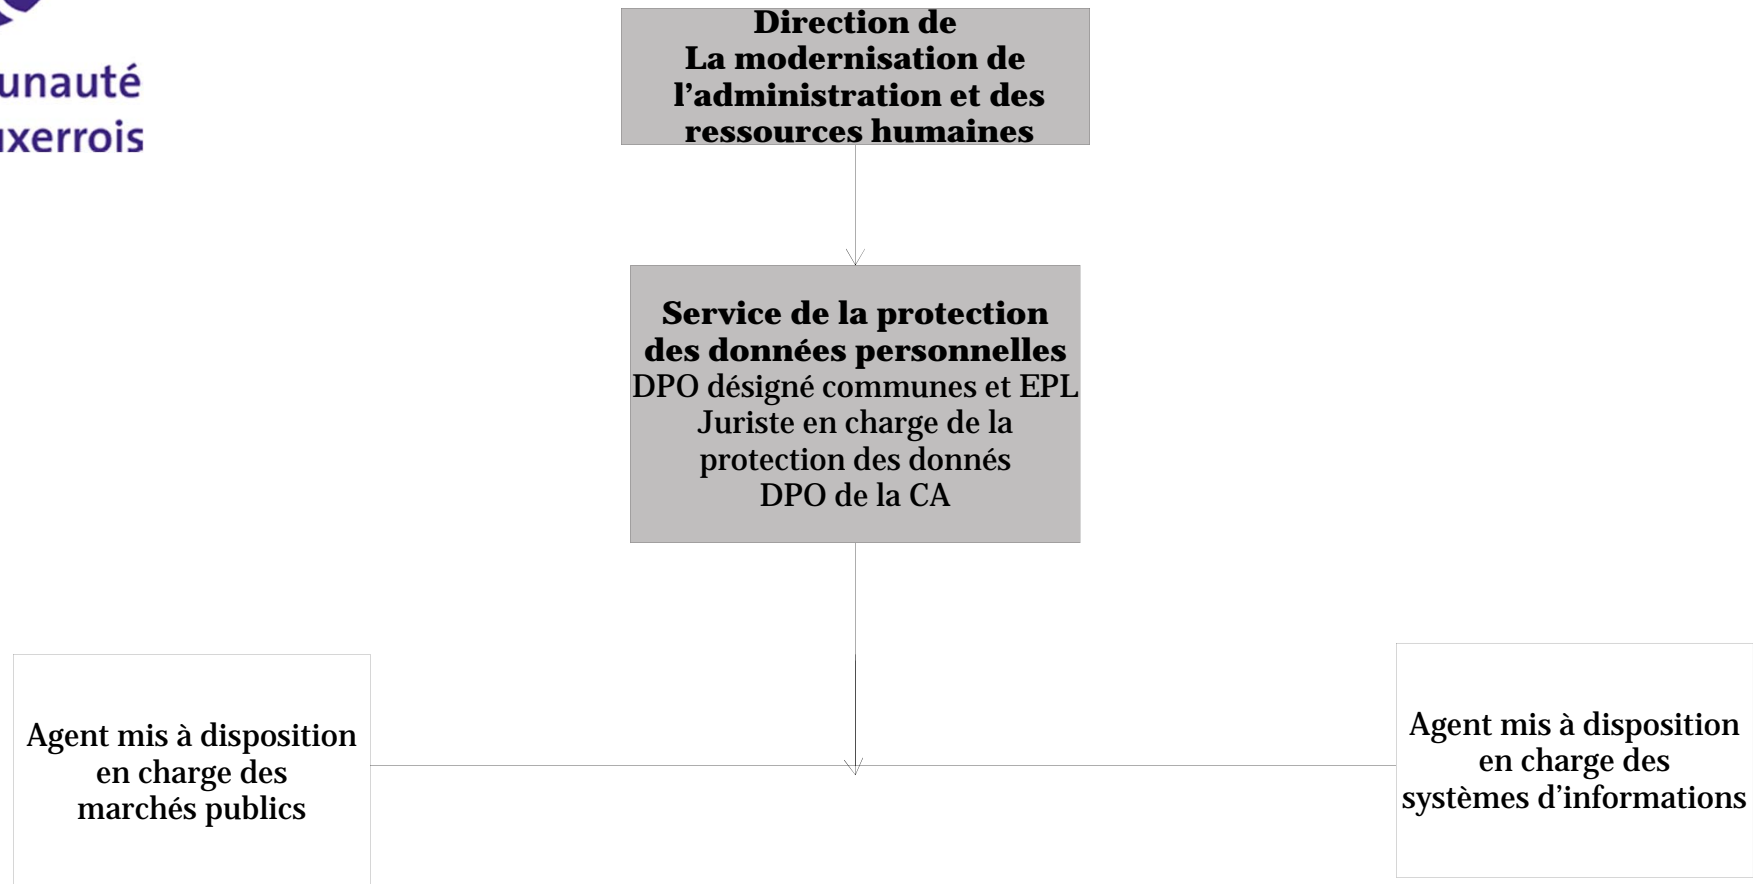 unauté
uxerrois
Direction de
La modernisation de
l’administration et des
ressources humaines
Service de la protection
des données personnelles
DPO désigné communes et EPL
Juriste en charge de la
protection des donnés
DPO de la CA
Agent mis à disposition
en charge des
marchés publics
Agent mis à disposition
en charge des
systèmes d’informations